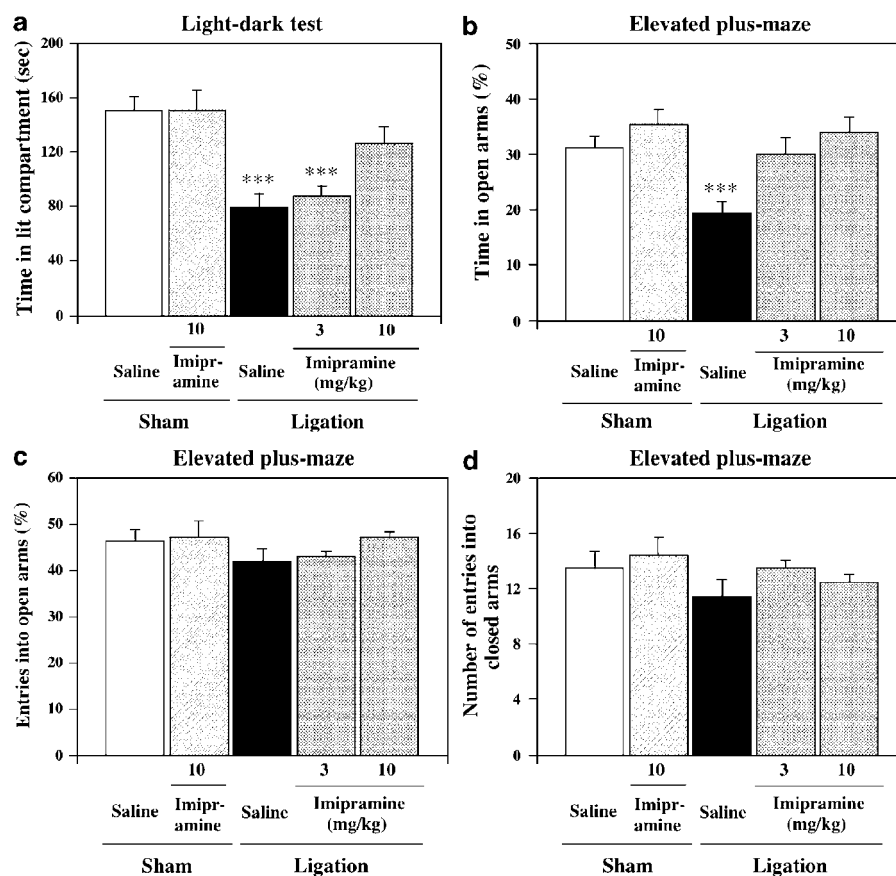 a
Light-dark test
Time in lit compartment (sec)
200
160
120
80
40
0
***
***
10
3
10
Saline
Imipr-
amine
Saline
Imipramine
(mg/kg)
Sham
Ligation
b
Elevated plus-maze
Time in open arms (%)
50
40
30
20
10
0
***
10
3
10
Saline
Imipr-
amine
Saline
Imipramine
(mg/kg)
Sham
Ligation
c
Elevated plus-maze
Entries into open arms (%)
60
50
40
30
20
10
0
10
3
10
Saline
Imipr-
amine
Saline
Imipramine
(mg/kg)
Sham
Ligation
d
Elevated plus-maze
Number of entries into
closed arms
20
16
12
8
4
0
10
3
10
Saline
Imipr-
amine
Saline
Imipramine
(mg/kg)
Sham
Ligation